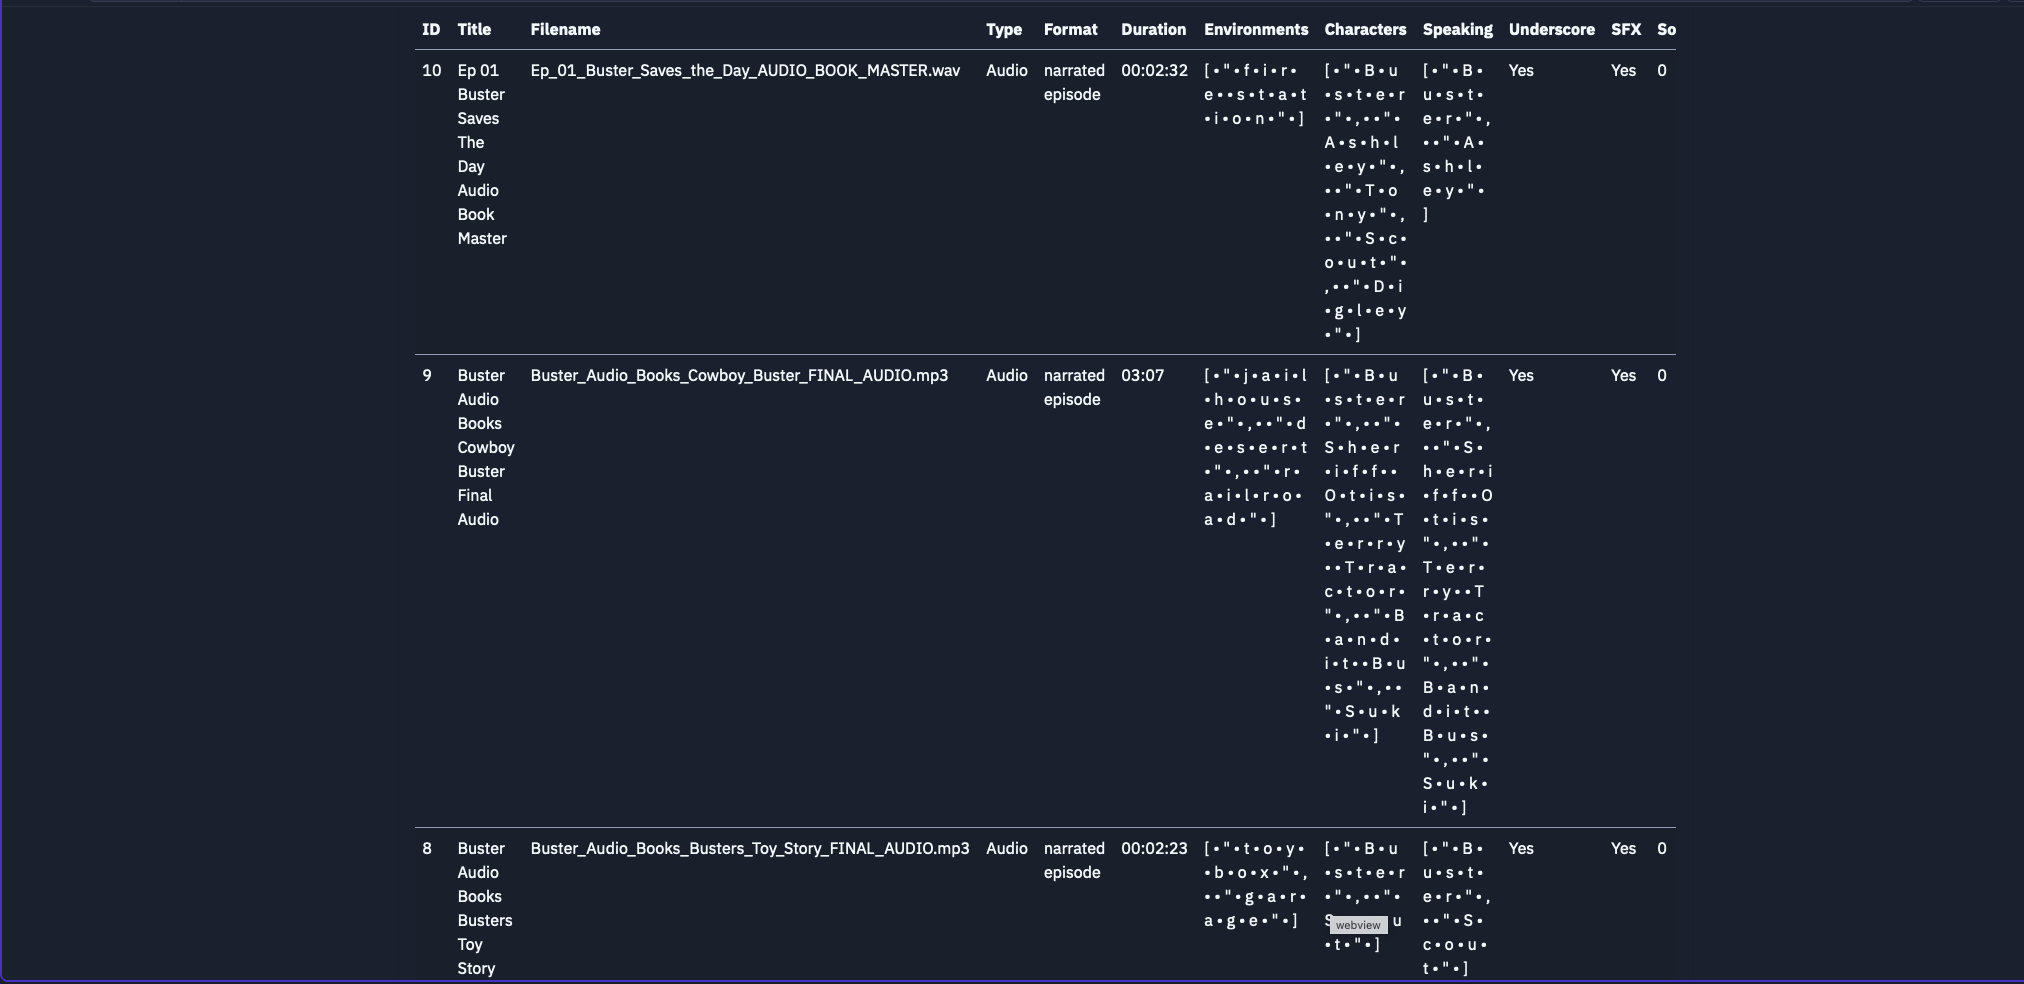 ID Title Filename Type Format Duration Environments Characters Speaking Underscore SFX So
10
Ep 01
Buster
Saves
The
Day
Audio
Book
Master
Ep_01_Buster_Saves_the_Day_AUDIO_BOOK_MASTER.wav
Audio
narrated
episode
00:02:32
[•"•f•i•r•
e••s•t•a•t
•i•o•n•"•]
[•"•B•u
•s•t•e•r
•"•,••"•
A•s•h•l
•e•y•"•,
••"•T•o
•n•y•"•,
••"•S•c•
o•u•t•"•
,••"•D•i
•g•l•e•y
•"•]
[•"•B•
u•s•t•
e•r•"•,
••"•A•
s•h•l•
e•y•"•
]
Yes
Yes
0
9
Buster
Audio
Books
Cowboy
Buster
Final
Audio
Buster_Audio_Books_Cowboy_Buster_FINAL_AUDIO.mp3
Audio
narrated
episode
03:07
[•"•j•a•i•l
•h•o•u•s•
e•"•,••"•d
•e•s•e•r•t
•"•,••"•r•
a•i•l•r•o•
a•d•"•]
[•"•B•u
•s•t•e•r
•"•,••"•
S•h•e•r
•i•f•f••
O•t•i•s•
"•,••"•T
•e•r•r•y
••T•r•a•
c•t•o•r•
"•,••"•B
•a•n•d•
i•t••B•u
•s•"•,••
"•S•u•k
•i•"•]
[•"•B•
u•s•t•
e•r•"•,
••"•S•
h•e•r•i
•f•f••O
•t•i•s•
"•,••"•
T•e•r•
r•y••T
•r•a•c
•t•o•r•
"•,••"•
B•a•n•
d•i•t••
B•u•s•
"•,••"•
S•u•k•
i•"•]
Yes
Yes
0
8
Buster
Audio
Books
Busters
Toy
Story
Buster_Audio_Books_Busters_Toy_Story_FINAL_AUDIO.mp3
Audio
narrated
episode
00:02:23
[•"•t•o•y•
•b•o•x•"•,
••"•g•a•r•
a•g•e•"•]
[•"•B•u
•s•t•e•r
•"•,••"•
webview u
•t•"•]
[•"•B•
u•s•t•
e•r•"•,
••"•S•
c•o•u•
t•"•]
Yes
Yes
0